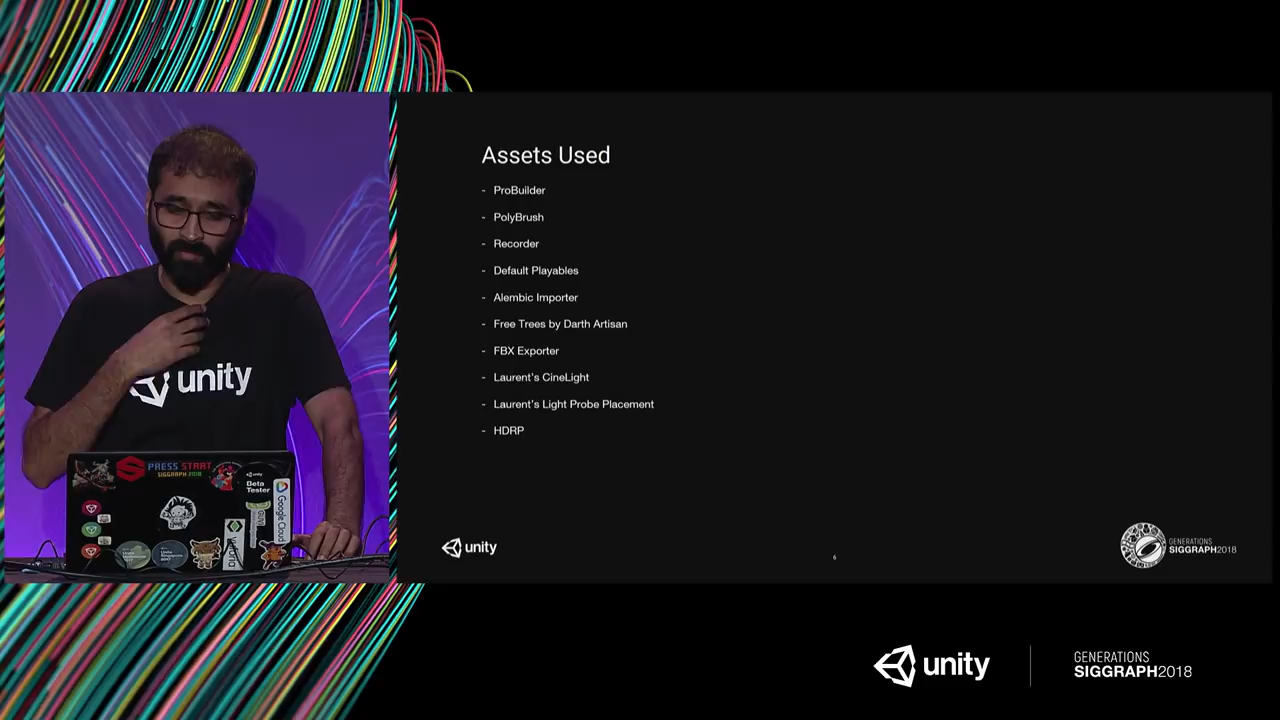 Assets Used
- ProBuilder
- PolyBrush
- Recorder
- Default Playables
- Alembic Importer
- Free Trees by Darth Artisan
- FBX Exporter
- Laurent's CineLight
- Laurent's Light Probe Placement
- HDRP
unity
6
GENERATIONS
SIGGRAPH2018
unity
PRESS START
SIGGRAPH 2018
unity
Beta
Tester
Google Cloud
unity
GENERATIONS
SIGGRAPH2018